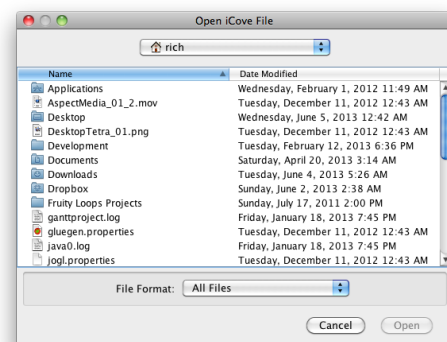 Open iCove File
rich
Name Date Modified
Applications Wednesday, February 1, 2012 11:49 AM
AspectMedia_01_2.mov Tuesday, December 11, 2012 12:43 AM
Desktop Wednesday, June 5, 2013 12:42 AM
DesktopTetra_01.png Tuesday, December 11, 2012 12:43 AM
Development Tuesday, February 12, 2013 6:36 PM
Documents Saturday, April 20, 2013 3:14 AM
Downloads Tuesday, June 4, 2013 5:26 AM
Dropbox Sunday, June 2, 2013 2:38 AM
Fruity Loops Projects Sunday, July 17, 2011 2:00 PM
ganttproject.log Friday, January 18, 2013 7:45 PM
gluegen.properties Tuesday, December 11, 2012 12:43 AM
java0.log Friday, January 18, 2013 7:45 PM
jogl.properties Tuesday, December 11, 2012 12:43 AM
File Format: All Files
Cancel Open